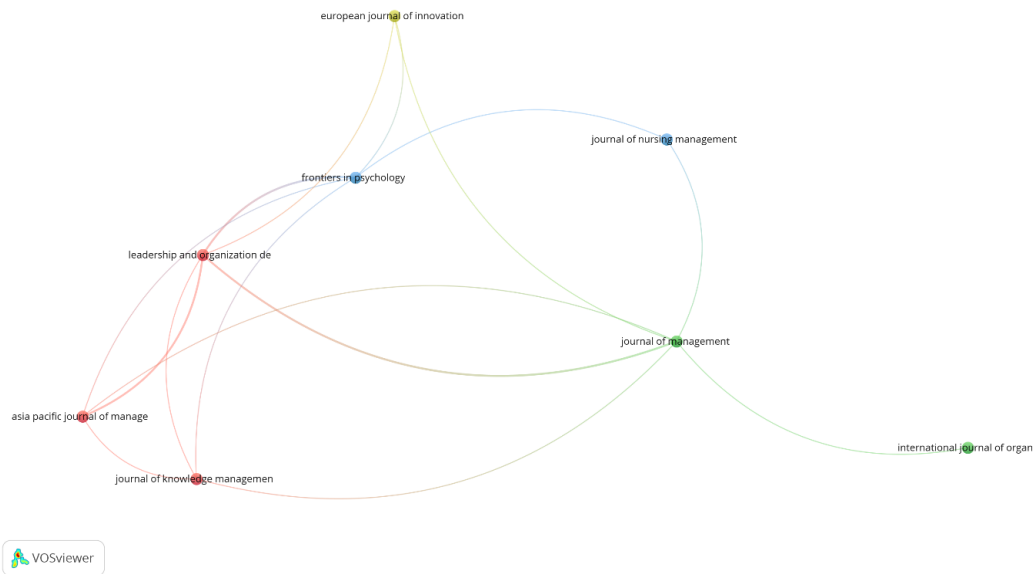 european journal of innovation
journal of nursing management
frontiers in psychology
leadership and organization de
journal of management
asia pacific journal of manage
international journal of organ
journal of knowledge managemen
VOSviewer